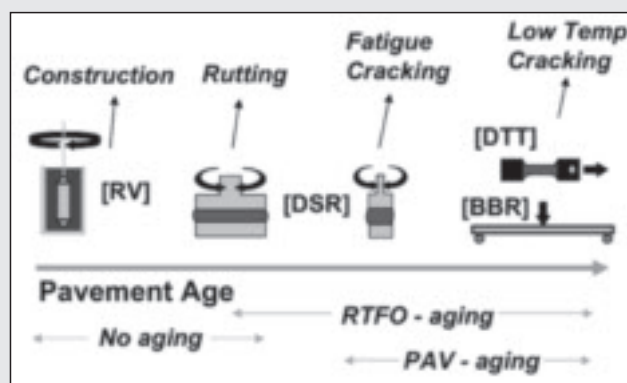 Construction
Rutting
Fatigue
Cracking
Low Temp
Cracking
[RV]
[DSR]
[DTT]
[BBR]
Pavement Age
RTFO - aging
No aging
PAV - aging